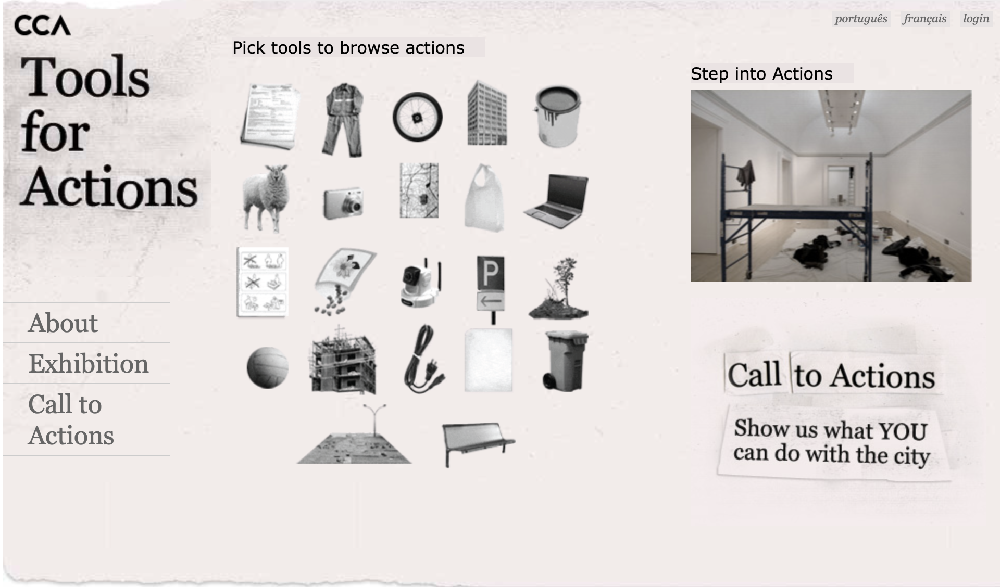 CCA
português français login
Tools
for
Actions
Pick tools to browse actions
Step into Actions
P
About
Exhibition
Call to
Actions
Call to Actions
Show us what YOU
can do with the city